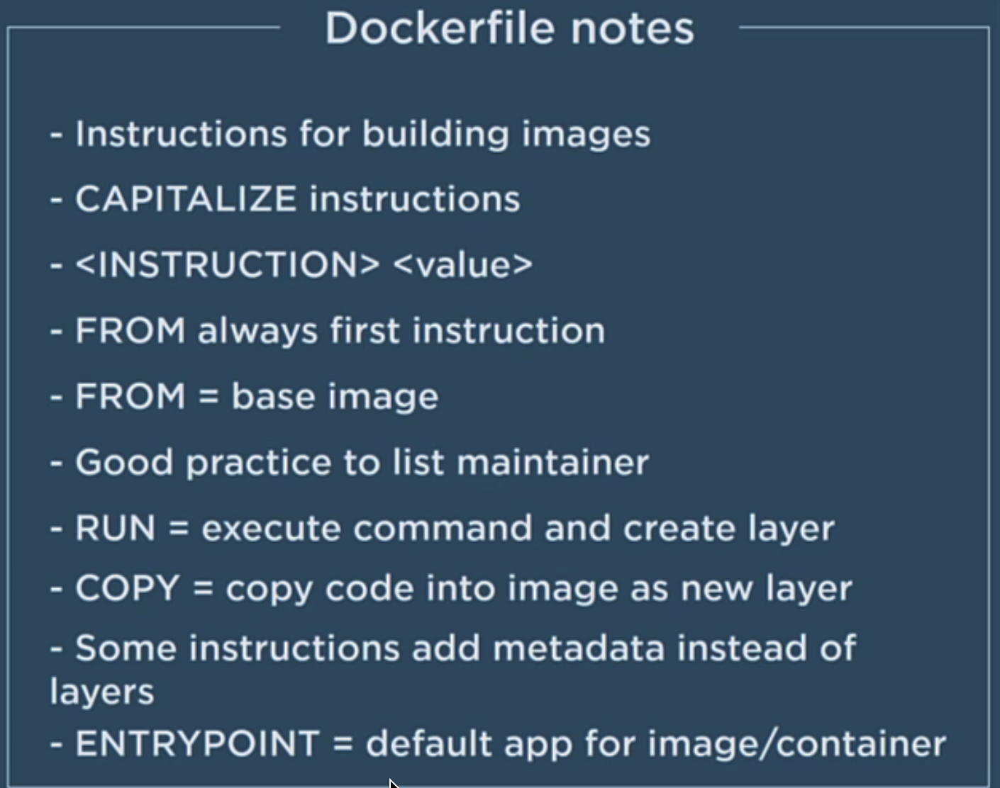 Dockerfile notes
- Instructions for building images
- CAPITALIZE instructions
- <INSTRUCTION> <value>
- FROM always first instruction
- FROM = base image
- Good practice to list maintainer
- RUN = execute command and create layer
- COPY = copy code into image as new layer
- Some instructions add metadata instead of
layers
- ENTRYPOINT = default app for image/container